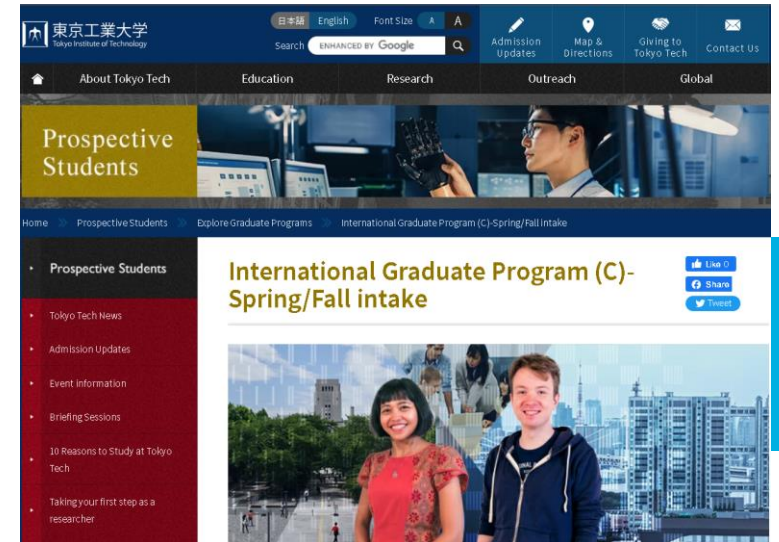 東京工業大学
Tokyo Institute of Technology
日本語 English Font Size A A
Search ENHANCED BY Google
Admission Updates
Map & Directions
Giving to Tokyo Tech
Contact Us
About Tokyo Tech Education Research Outreach Global
Prospective
Students
Home Prospective Students Explore Graduate Programs International Graduate Program (C)-Spring/Fall intake
Prospective Students
Tokyo Tech News
Admission Updates
Event information
Briefing Sessions
10 Reasons to Study at Tokyo
Tech
Taking your first step as a
researcher
International Graduate Program (C)-
Spring/Fall intake
Like 0
Share
Tweet